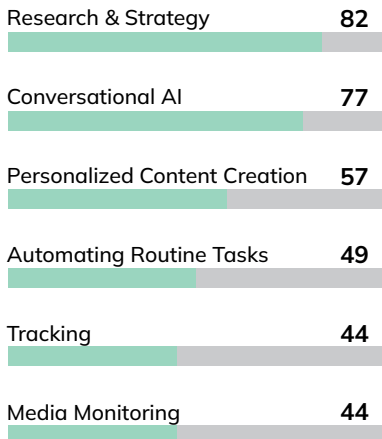 Research & Strategy 82
Conversational AI 77
Personalized Content Creation 57
Automating Routine Tasks 49
Tracking 44
Media Monitoring 44